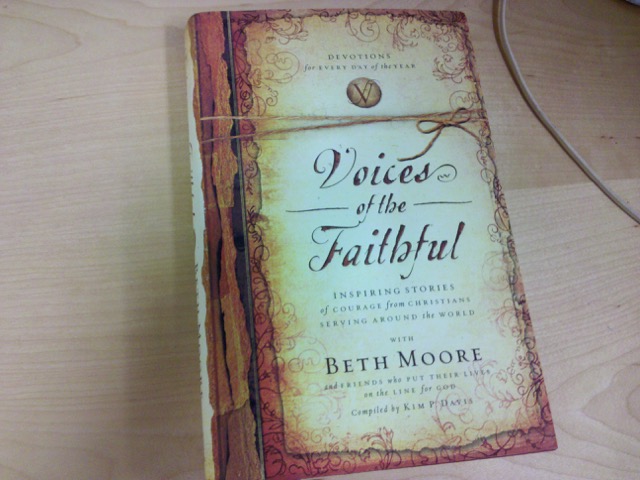 DEVOTIONS
for EVERY DAY of the YEAR
V
Voices
of the
Faithful
INSPIRING STORIES
of COURAGE from CHRISTIANS
SERVING AROUND the WORLD
WITH
BETH MOORE
and FRIENDS who PUT THEIR LIVES
on the LINE for GOD
Compiled by KIM P. DAVIS